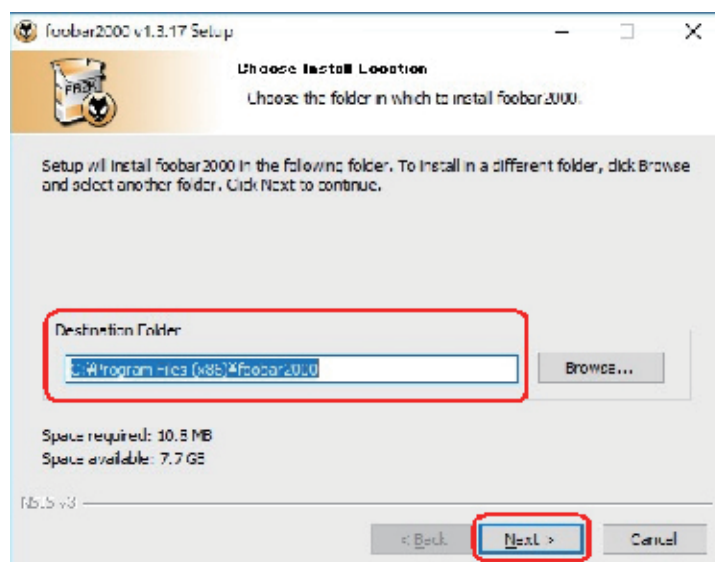 foobar2000 v1.3.17 Setup
Choose Install Location
Choose the folder in which to install foobar2000.
Setup will install foobar2000 in the following folder. To install in a different folder, click Browse
and select another folder. Click Next to continue.
Destination Folder
C:¥Program Files (x86)¥foobar2000
Browse...
Space required: 10.8 MB
Space available: 7.7 GB
NSIS v3
< Back
Next >
Cancel